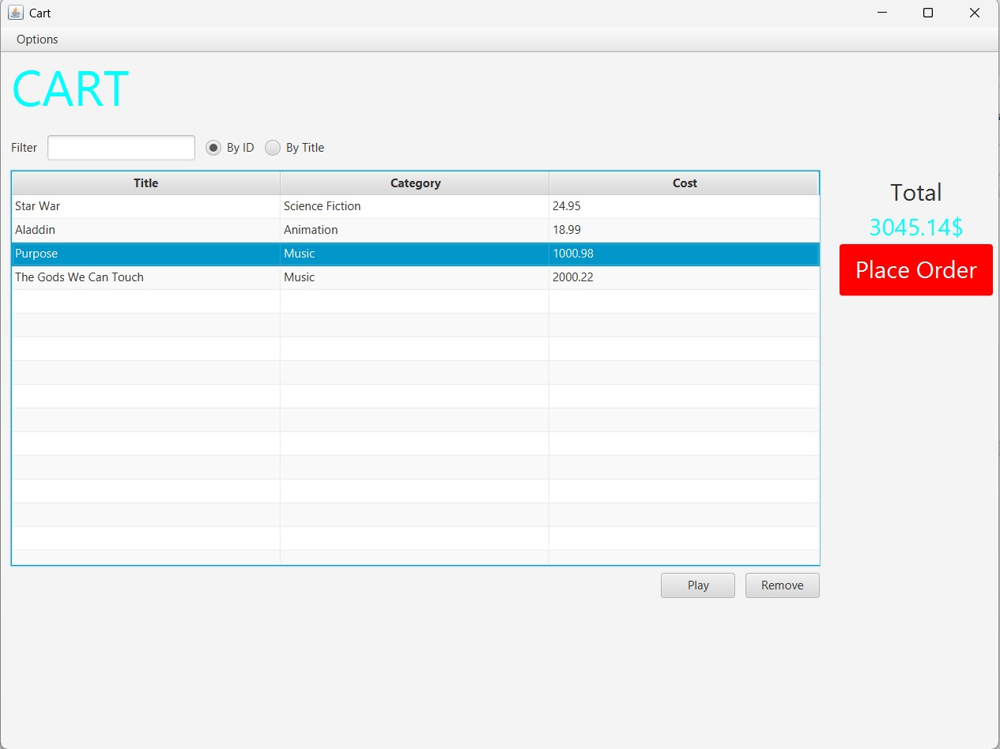 Cart
Options
CART
Filter By ID By Title
Title Category Cost
Star War Science Fiction 24.95
Aladdin Animation 18.99
Purpose Music 1000.98
The Gods We Can Touch Music 2000.22
Total
3045.14$
Place Order
Play Remove